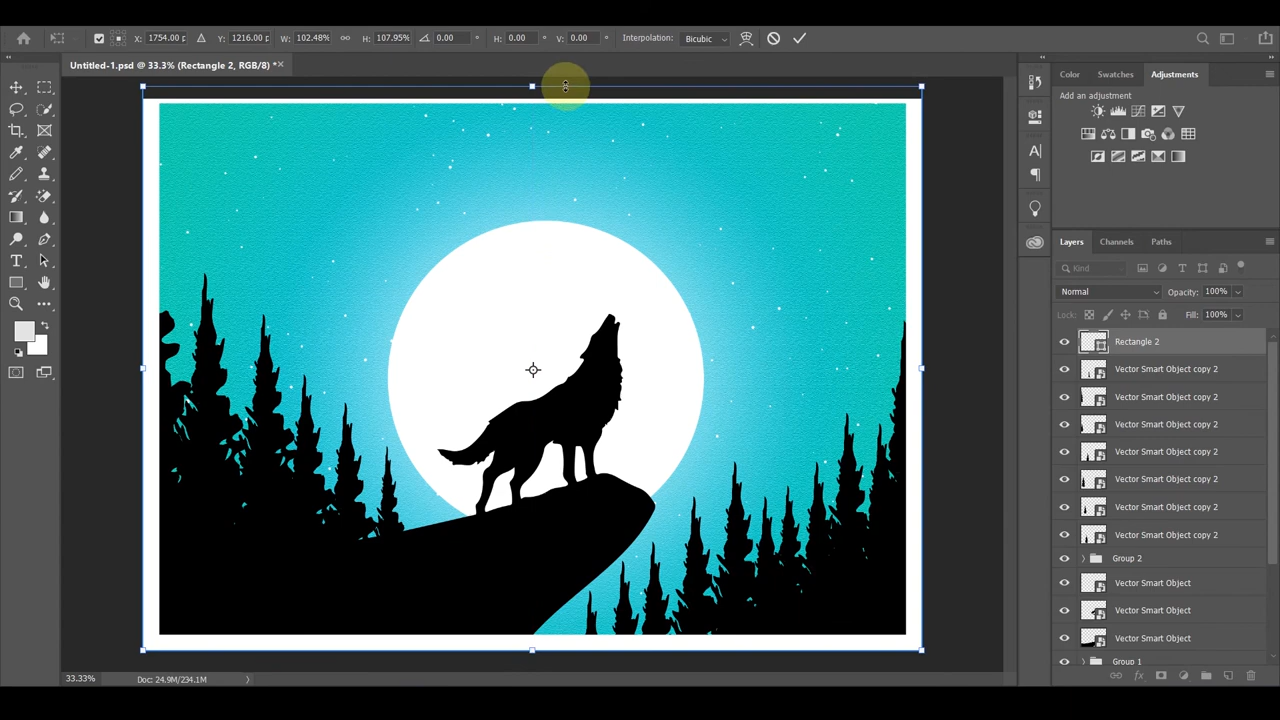 X: 1754.00 p Y: 1216.00 p W: 102.48% H: 107.95% 0.00 ° H: 0.00 ° V: 0.00 ° Interpolation: Bicubic
Untitled-1.psd @ 33.3% (Rectangle 2, RGB/8) *
Color Swatches Adjustments
Add an adjustment
Layers Channels Paths
Kind
Normal Opacity: 100%
Lock: Fill: 100%
Rectangle 2
Vector Smart Object copy 2
Vector Smart Object copy 2
Vector Smart Object copy 2
Vector Smart Object copy 2
Vector Smart Object copy 2
Vector Smart Object copy 2
Vector Smart Object copy 2
Group 2
Vector Smart Object
Vector Smart Object
Vector Smart Object
Group 1
33.33% Doc: 24.9M/234.1M